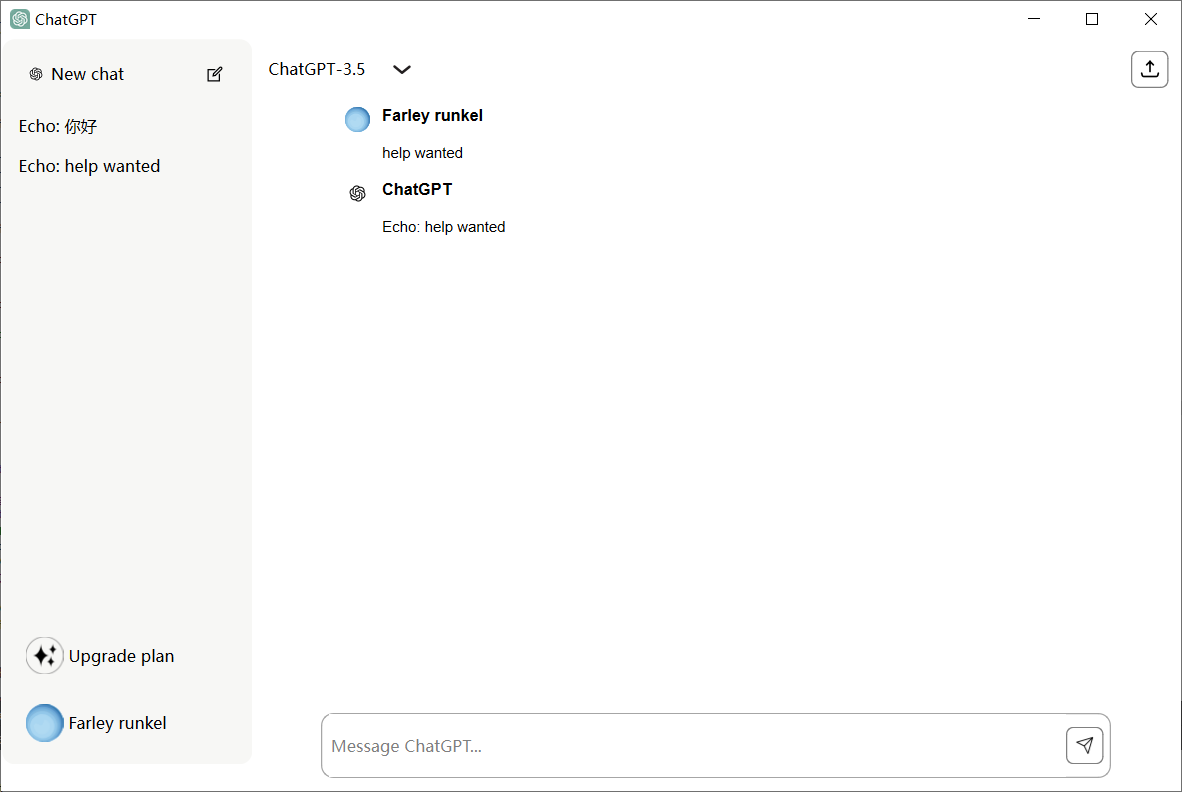 ChatGPT
New chat
Echo: 你好
Echo: help wanted
Upgrade plan
Farley runkel
ChatGPT-3.5
Farley runkel
help wanted
ChatGPT
Echo: help wanted
Message ChatGPT...